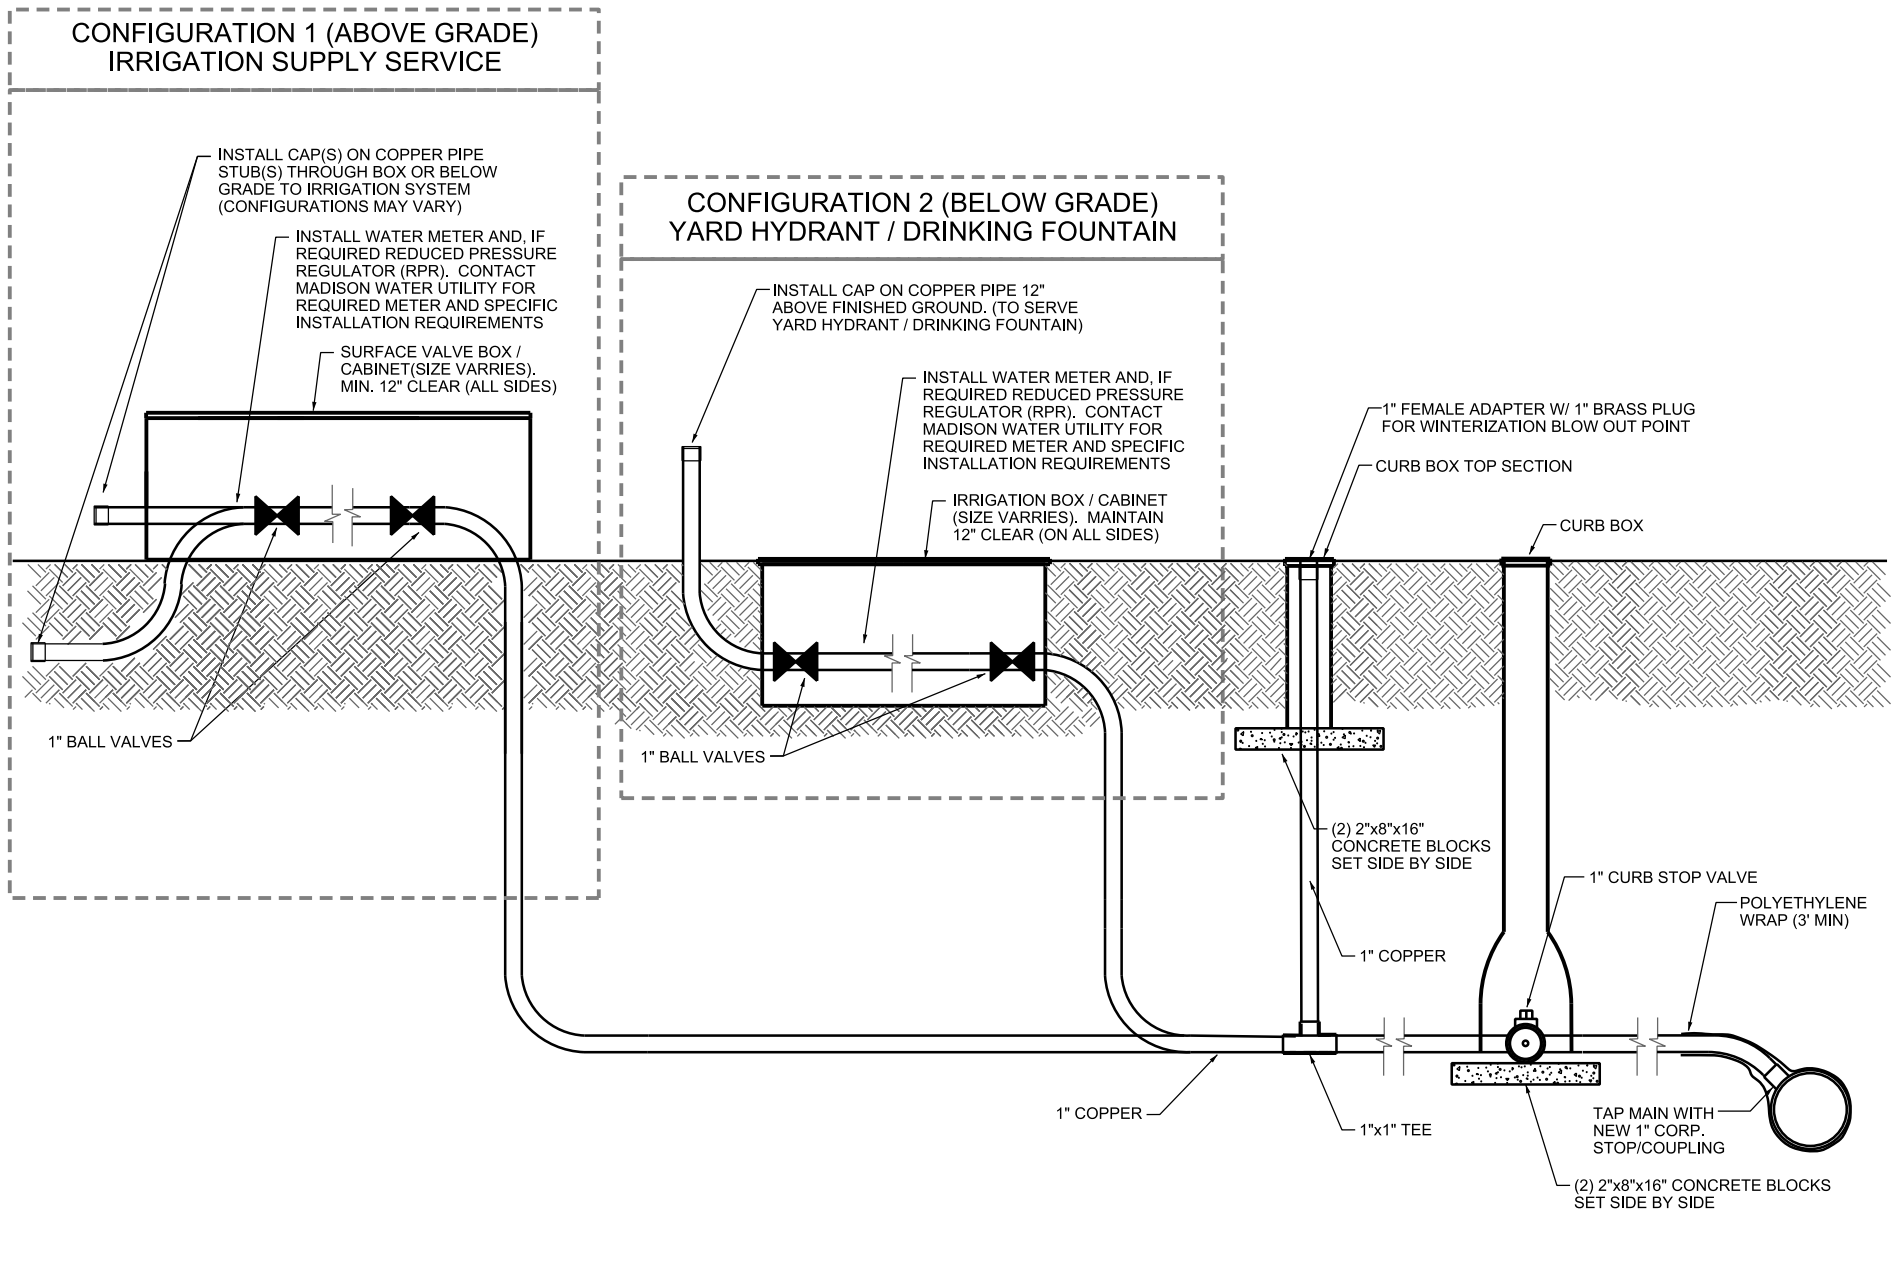 CONFIGURATION 1 (ABOVE GRADE)
IRRIGATION SUPPLY SERVICE
INSTALL CAP(S) ON COPPER PIPE
STUB(S) THROUGH BOX OR BELOW
GRADE TO IRRIGATION SYSTEM
(CONFIGURATIONS MAY VARY)
INSTALL WATER METER AND, IF
REQUIRED REDUCED PRESSURE
REGULATOR (RPR).  CONTACT
MADISON WATER UTILITY FOR
REQUIRED METER AND SPECIFIC
INSTALLATION REQUIREMENTS
SURFACE VALVE BOX /
CABINET(SIZE VARRIES).
MIN. 12" CLEAR (ALL SIDES)
1" BALL VALVES
CONFIGURATION 2 (BELOW GRADE)
YARD HYDRANT / DRINKING FOUNTAIN
INSTALL CAP ON COPPER PIPE 12"
ABOVE FINISHED GROUND. (TO SERVE
YARD HYDRANT / DRINKING FOUNTAIN)
INSTALL WATER METER AND, IF
REQUIRED REDUCED PRESSURE
REGULATOR (RPR).  CONTACT
MADISON WATER UTILITY FOR
REQUIRED METER AND SPECIFIC
INSTALLATION REQUIREMENTS
IRRIGATION BOX / CABINET
(SIZE VARRIES).  MAINTAIN
12" CLEAR (ON ALL SIDES)
1" BALL VALVES
1" FEMALE ADAPTER W/ 1" BRASS PLUG
FOR WINTERIZATION BLOW OUT POINT
CURB BOX TOP SECTION
CURB BOX
(2) 2"x8"x16"
CONCRETE BLOCKS
SET SIDE BY SIDE
1" CURB STOP VALVE
POLYETHYLENE
WRAP (3' MIN)
1" COPPER
1" COPPER
1"x1" TEE
TAP MAIN WITH
NEW 1" CORP.
STOP/COUPLING
(2) 2"x8"x16" CONCRETE BLOCKS
SET SIDE BY SIDE